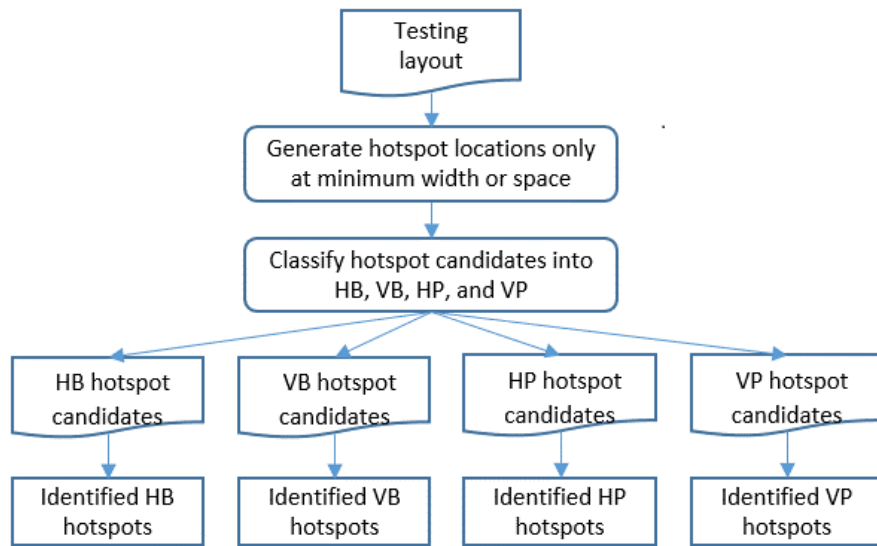 Testing
layout
Generate hotspot locations only
at minimum width or space
Classify hotspot candidates into
HB, VB, HP, and VP
HB hotspot
candidates
VB hotspot
candidates
HP hotspot
candidates
VP hotspot
candidates
Identified HB
hotspots
Identified VB
hotspots
Identified HP
hotspots
Identified VP
hotspots